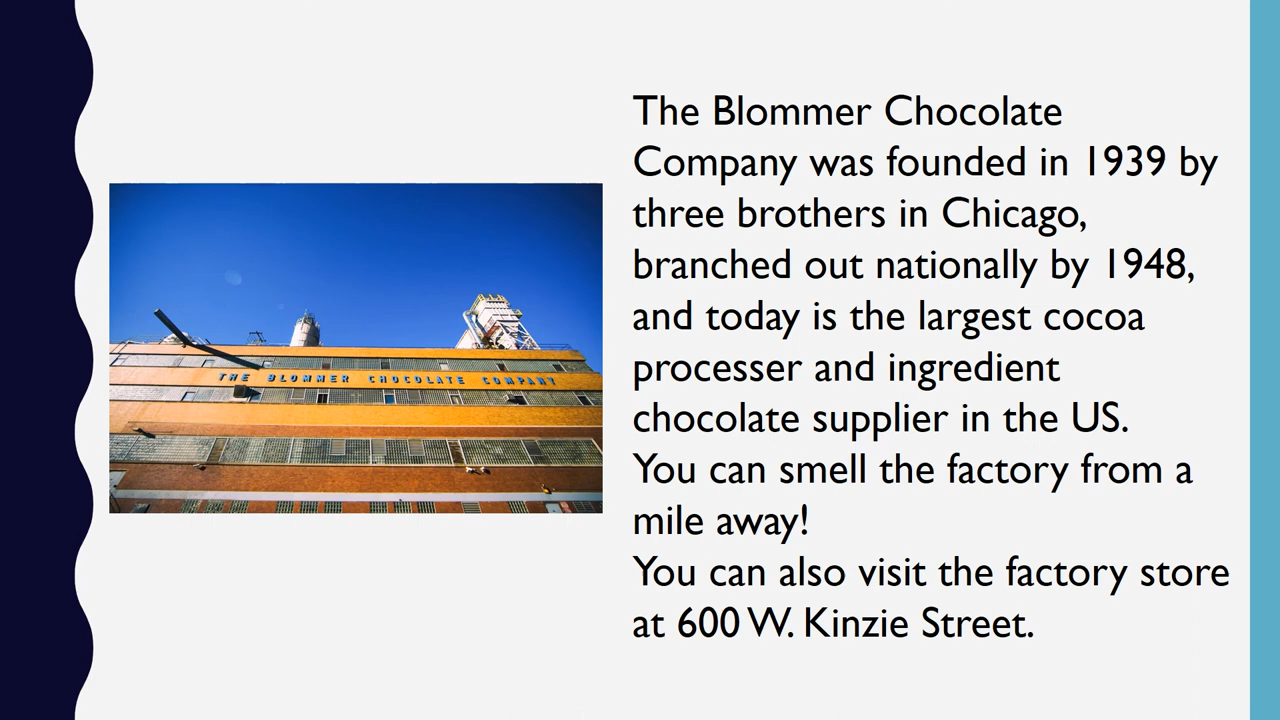 THE BLOMMER CHOCOLATE COMPANY
The Blommer Chocolate
Company was founded in 1939 by
three brothers in Chicago,
branched out nationally by 1948,
and today is the largest cocoa
processer and ingredient
chocolate supplier in the US.
You can smell the factory from a
mile away!
You can also visit the factory store
at 600 W. Kinzie Street.